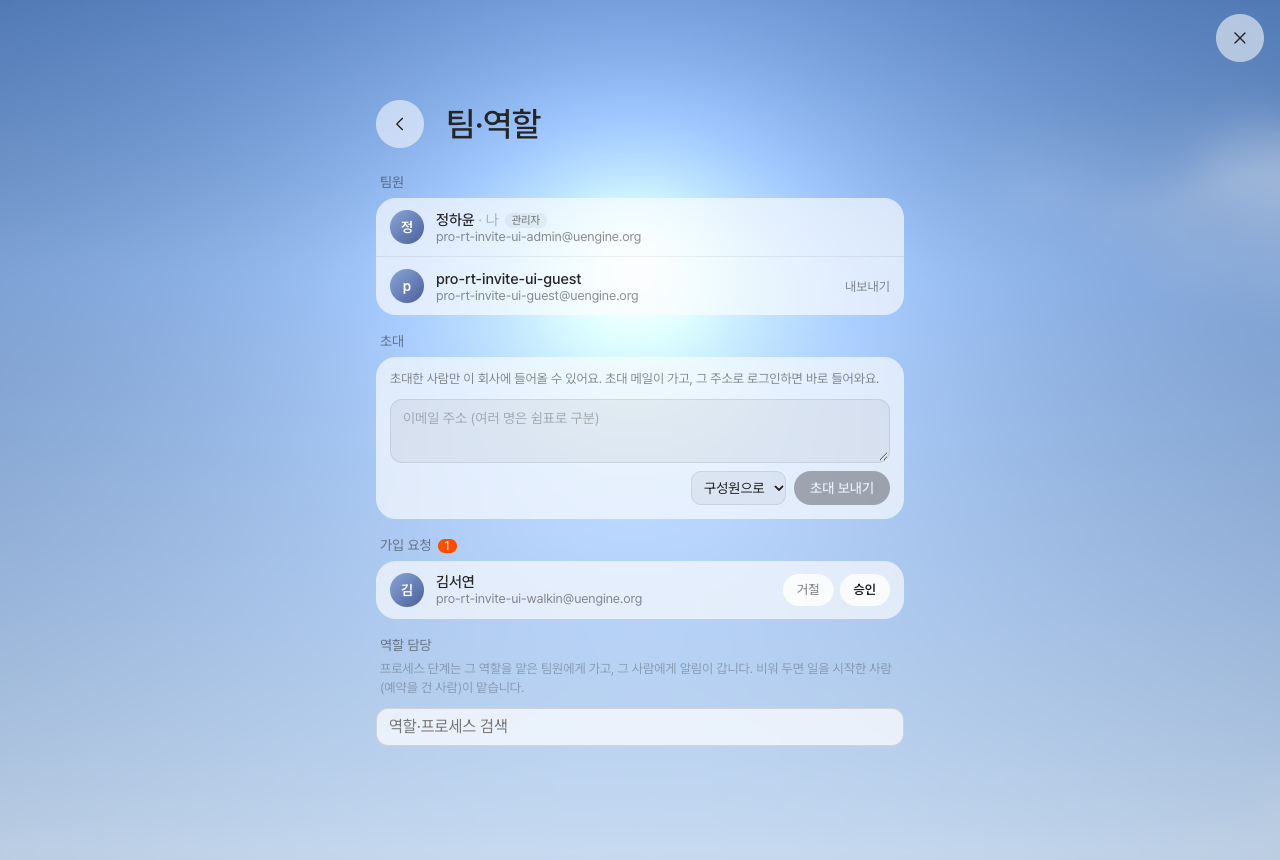 팀·역할
팀원
정
정하윤 · 나 관리자
pro-rt-invite-ui-admin@uengine.org
p
pro-rt-invite-ui-guest
pro-rt-invite-ui-guest@uengine.org
내보내기
초대
초대한 사람만 이 회사에 들어올 수 있어요. 초대 메일이 가고, 그 주소로 로그인하면 바로 들어와요.
이메일 주소 (여러 명은 쉼표로 구분)
구성원으로
초대 보내기
가입 요청 1
김
김서연
pro-rt-invite-ui-walkin@uengine.org
거절
승인
역할 담당
프로세스 단계는 그 역할을 맡은 팀원에게 가고, 그 사람에게 알림이 갑니다. 비워 두면 일을 시작한 사람
(예약을 건 사람)이 맡습니다.
역할·프로세스 검색